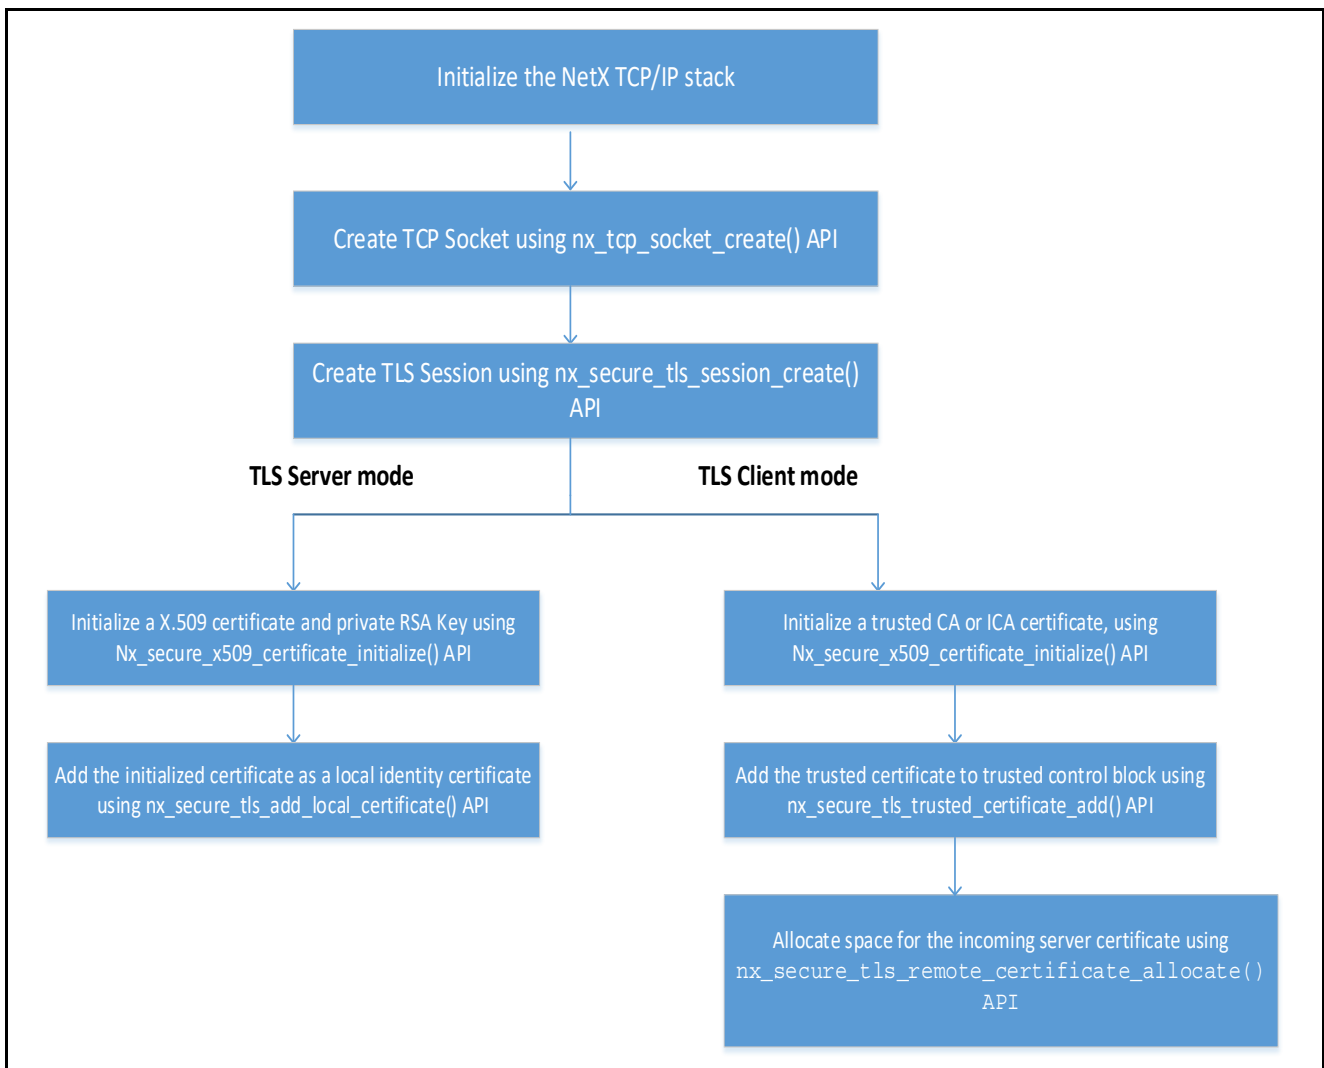 Initialize the NetX TCP/IP stack
Create TCP Socket using nx_tcp_socket_create() API
Create TLS Session using nx_secure_tls_session_create()
API
TLS Server mode
TLS Client mode
Initialize a X.509 certificate and private RSA Key using
Nx_secure_x509_certificate_initialize() API
Add the initialized certificate as a local identity certificate
using nx_secure_tls_add_local_certificate() API
Initialize a trusted CA or ICA certificate, using
Nx_secure_x509_certificate_initialize() API
Add the trusted certificate to trusted control block using
nx_secure_tls_trusted_certificate_add() API
Allocate space for the incoming server certificate using
nx_secure_tls_remote_certificate_allocate()
API